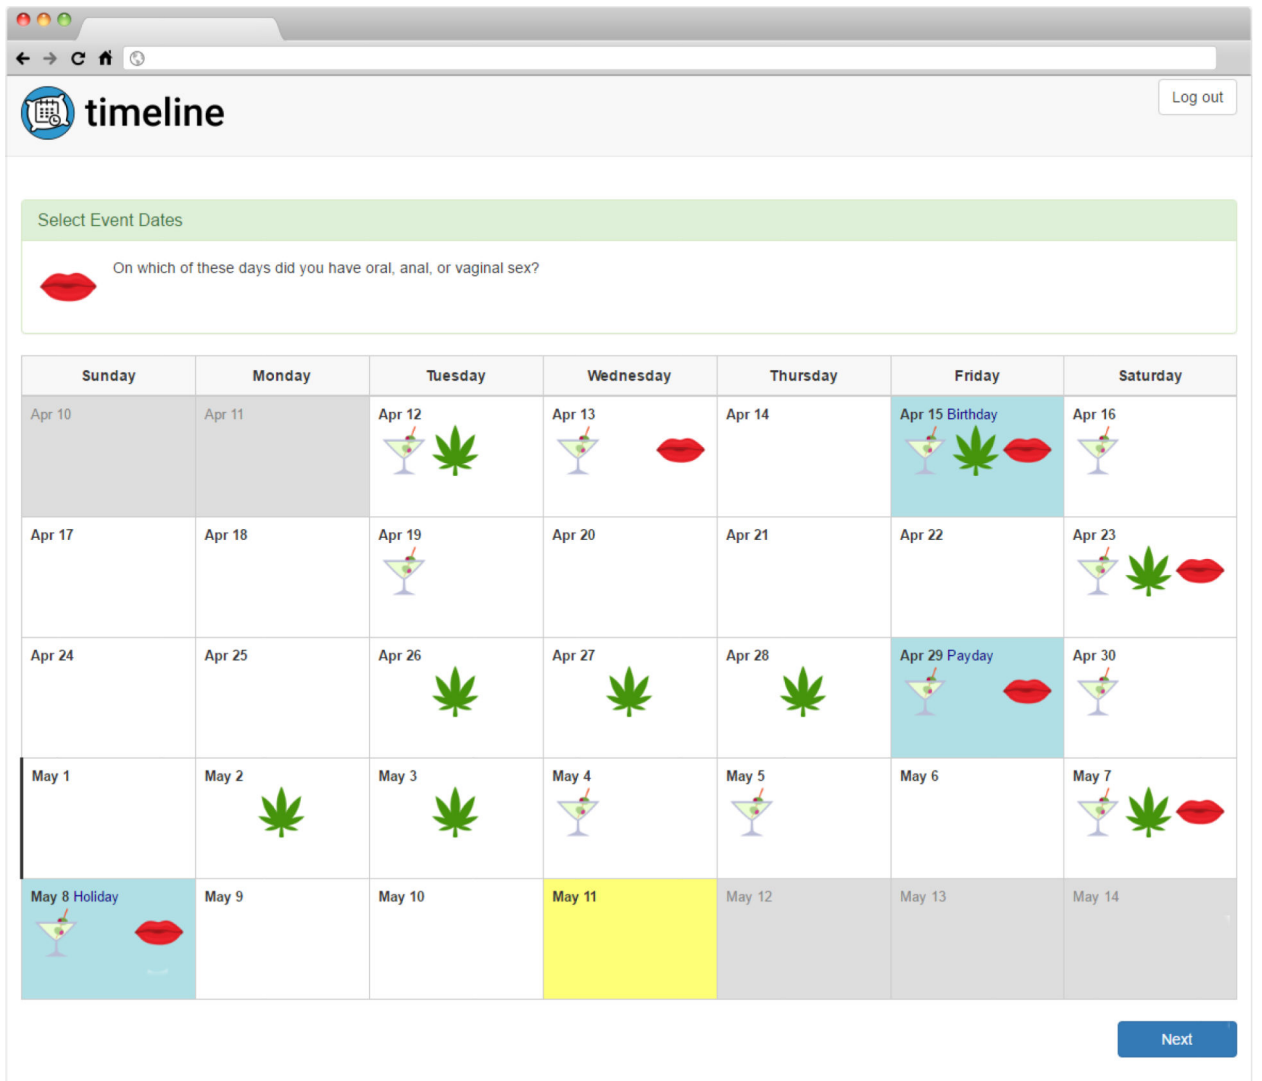 timeline
Log out
Select Event Dates
On which of these days did you have oral, anal, or vaginal sex?
Sunday Monday Tuesday Wednesday Thursday Friday Saturday
Apr 10 Apr 11 Apr 12 Apr 13 Apr 14 Apr 15 Birthday Apr 16
Apr 17 Apr 18 Apr 19 Apr 20 Apr 21 Apr 22 Apr 23
Apr 24 Apr 25 Apr 26 Apr 27 Apr 28 Apr 29 Payday Apr 30
May 1 May 2 May 3 May 4 May 5 May 6 May 7
May 8 Holiday May 9 May 10 May 11 May 12 May 13 May 14
Next